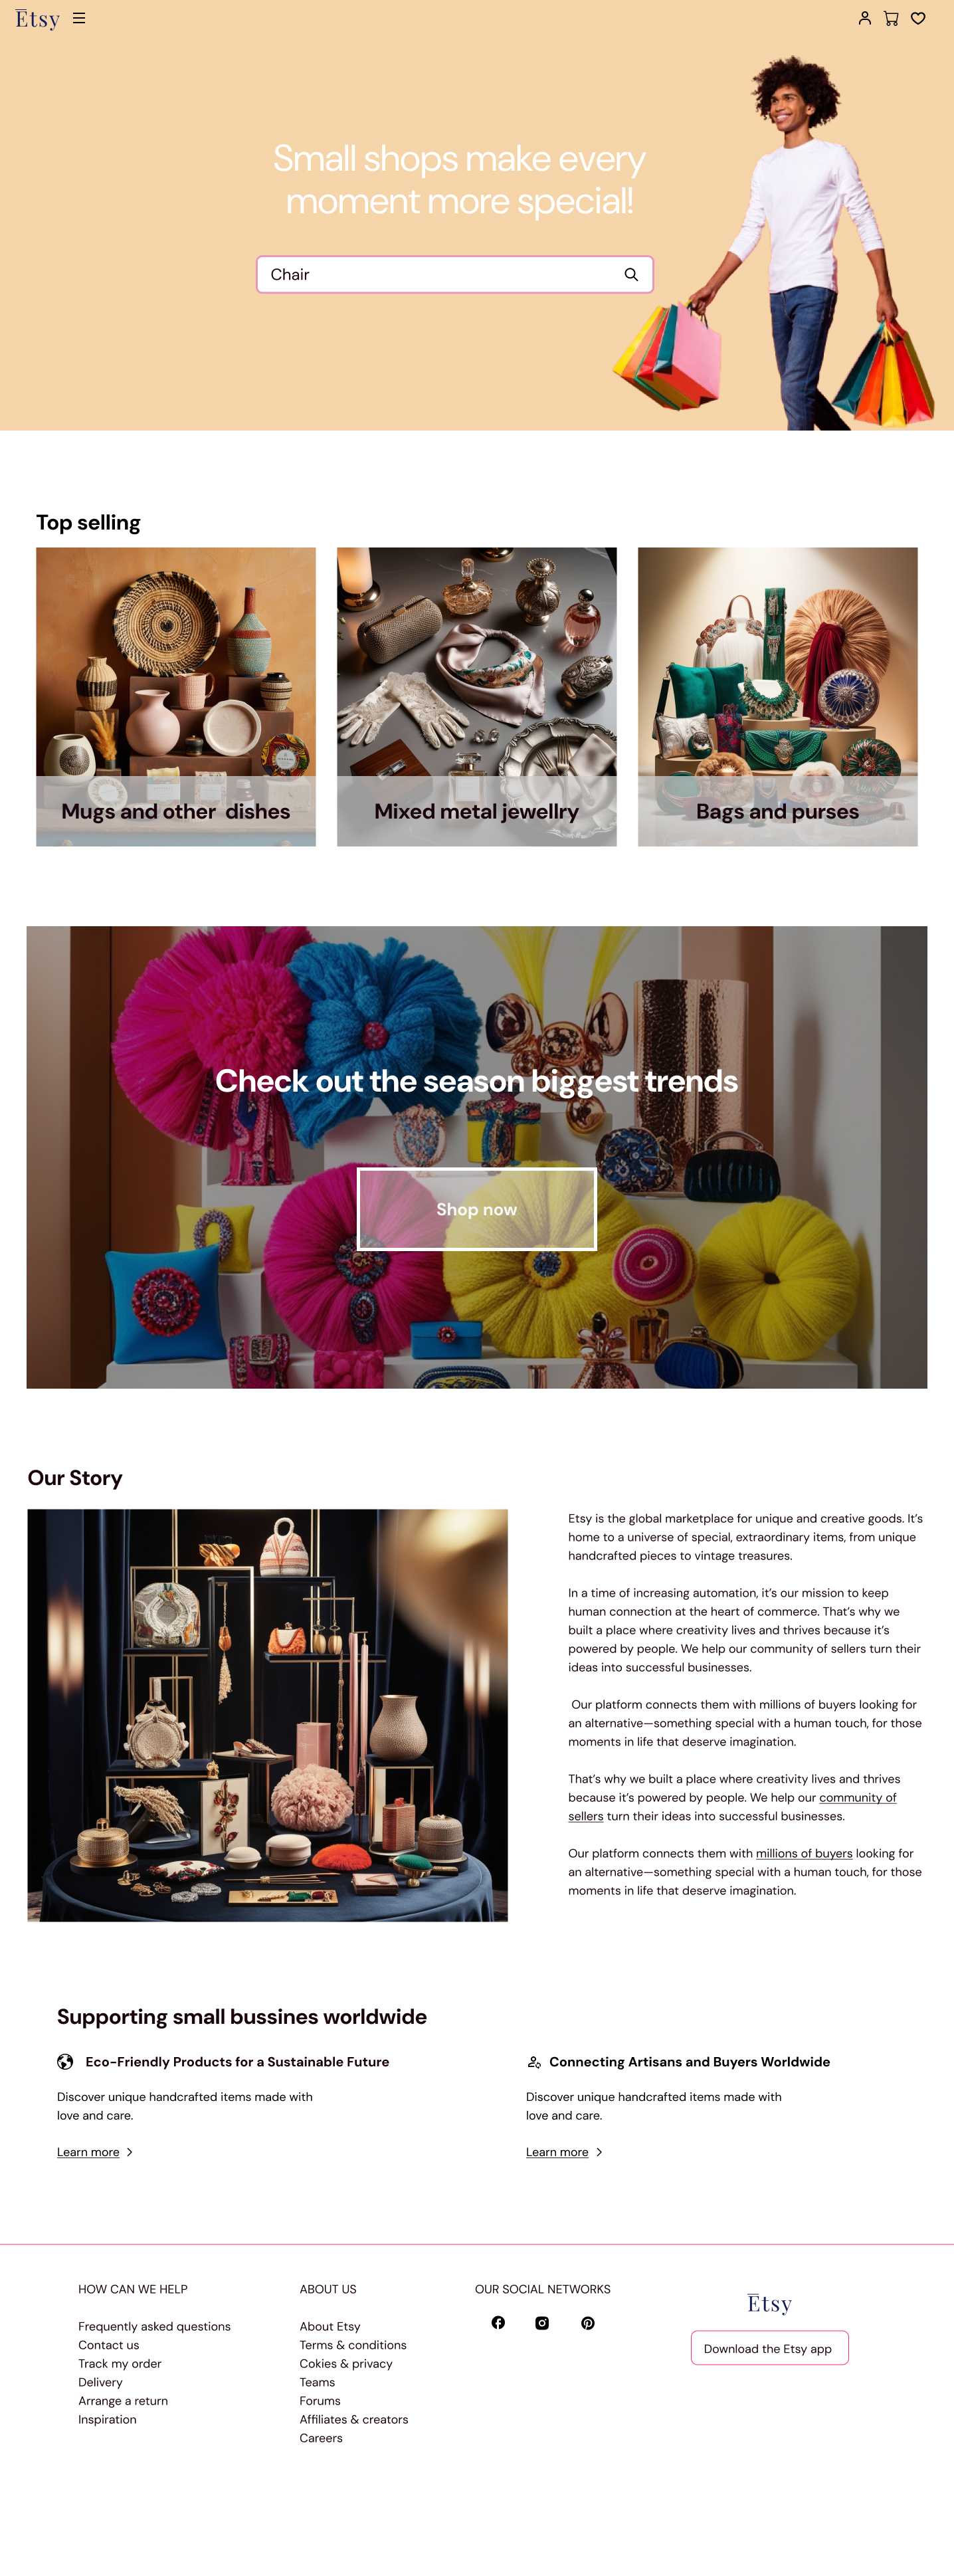 Etsy
Small shops make every
moment more special!
Chair
Top selling
Mugs and other  dishes
Mixed metal jewellry
Bags and purses
Check out the season biggest trends
Shop now
Our Story
Etsy is the global marketplace for unique and creative goods. It’s
home to a universe of special, extraordinary items, from unique
handcrafted pieces to vintage treasures.
In a time of increasing automation, it’s our mission to keep
human connection at the heart of commerce. That’s why we
built a place where creativity lives and thrives because it’s
powered by people. We help our community of sellers turn their
ideas into successful businesses.
Our platform connects them with millions of buyers looking for
an alternative—something special with a human touch, for those
moments in life that deserve imagination.
That’s why we built a place where creativity lives and thrives
because it’s powered by people. We help our community of
sellers turn their ideas into successful businesses.
Our platform connects them with millions of buyers looking for
an alternative—something special with a human touch, for those
moments in life that deserve imagination.
Supporting small bussines worldwide
Eco-Friendly Products for a Sustainable Future
Discover unique handcrafted items made with
love and care.
Learn more
Connecting Artisans and Buyers Worldwide
Discover unique handcrafted items made with
love and care.
Learn more
HOW CAN WE HELP
Frequently asked questions
Contact us
Track my order
Delivery
Arrange a return
Inspiration
ABOUT US
About Etsy
Terms & conditions
Cokies & privacy
Teams
Forums
Affiliates & creators
Careers
OUR SOCIAL NETWORKS
Etsy
Download the Etsy app